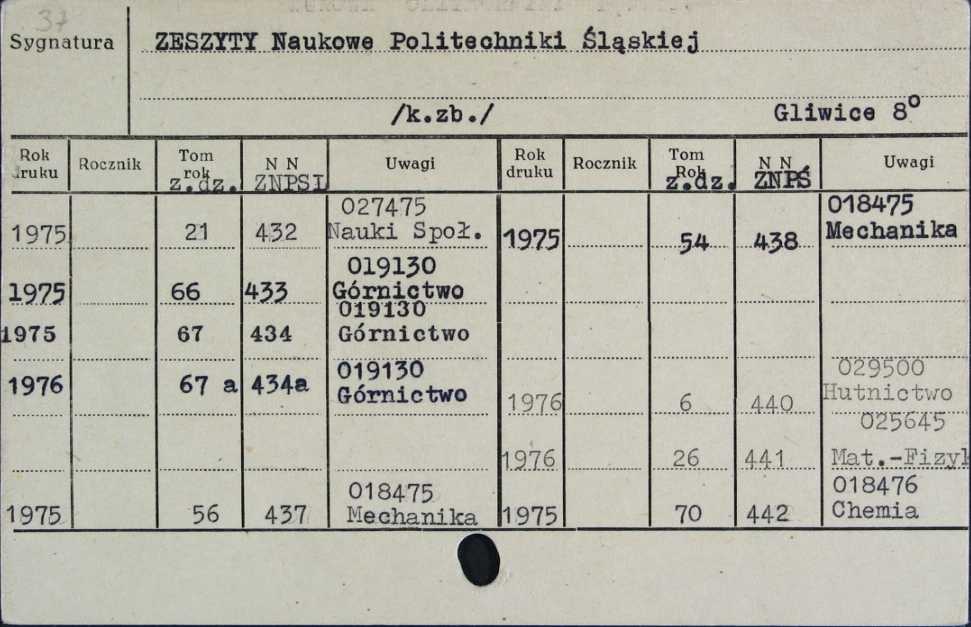 37
Sygnatura
ZESZYTY Naukowe Politechniki Śląskiej
/k.zb./ Gliwice 8°
Rok druku Rocznik Tom rok z.dz. N N ZNPSL Uwagi Rok druku Rocznik Tom Rok z.dz. N N ZNPŚ Uwagi
1975 21 432 027475 Nauki Społ. 1975 54 438 018475 Mechanika
1975 66 433 019130 Górnictwo
1975 67 434 019130 Górnictwo
1976 67 a 434a 019130 Górnictwo 1976 6 440 029500 Hutnictwo
1976 26 441 025645 Mat.-Fizyk
1975 56 437 018475 Mechanika 1975 70 442 018476 Chemia